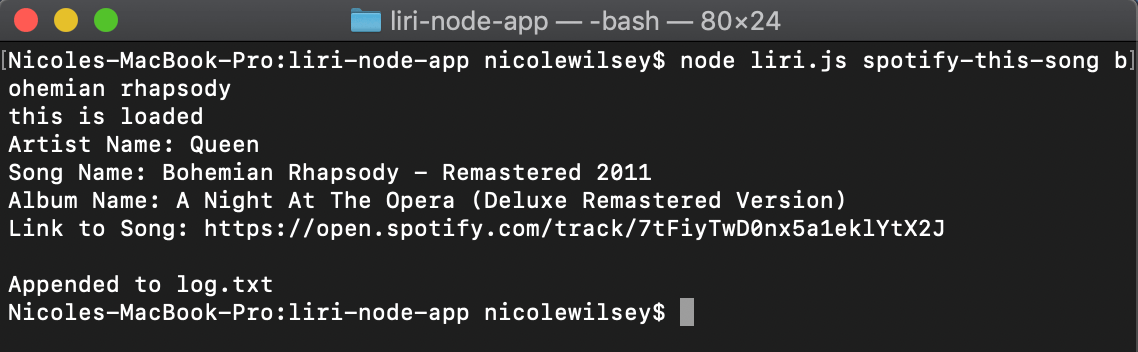 liri-node-app — -bash — 80×24
[Nicoles-MacBook-Pro:liri-node-app nicolewilsey$ node liri.js spotify-this-song b]
ohemian rhapsody
this is loaded
Artist Name: Queen
Song Name: Bohemian Rhapsody - Remastered 2011
Album Name: A Night At The Opera (Deluxe Remastered Version)
Link to Song: https://open.spotify.com/track/7tFiyTwD0nx5a1eklYtX2J
Appended to log.txt
Nicoles-MacBook-Pro:liri-node-app nicolewilsey$